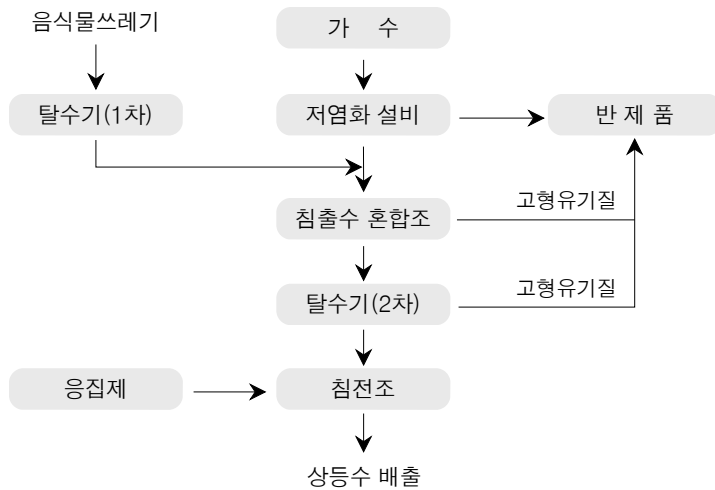 음식물쓰레기
가 수
탈수기(1차)
저염화 설비
반 제 품
침출수 혼합조
고형유기질
탈수기(2차)
고형유기질
응집제
침전조
상등수 배출